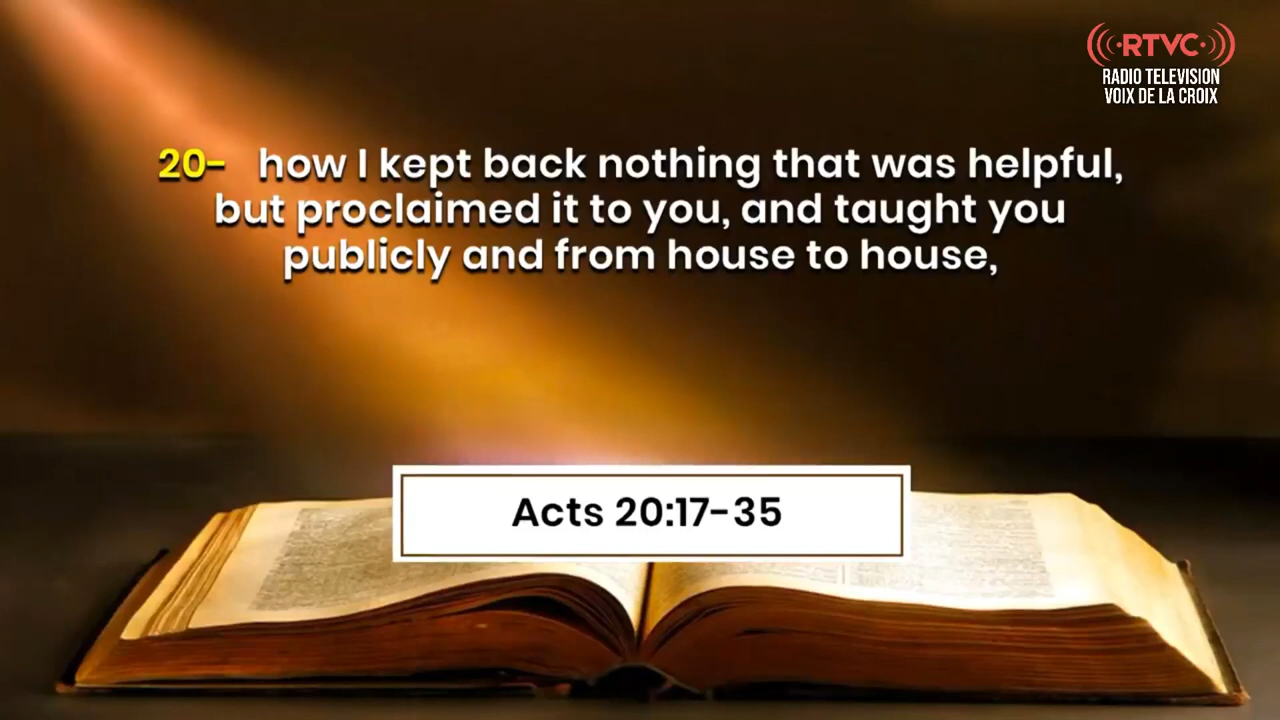 RTVC
RADIO TELEVISION
VOIX DE LA CROIX
20- how I kept back nothing that was helpful,
but proclaimed it to you, and taught you
publicly and from house to house,
Acts 20:17-35